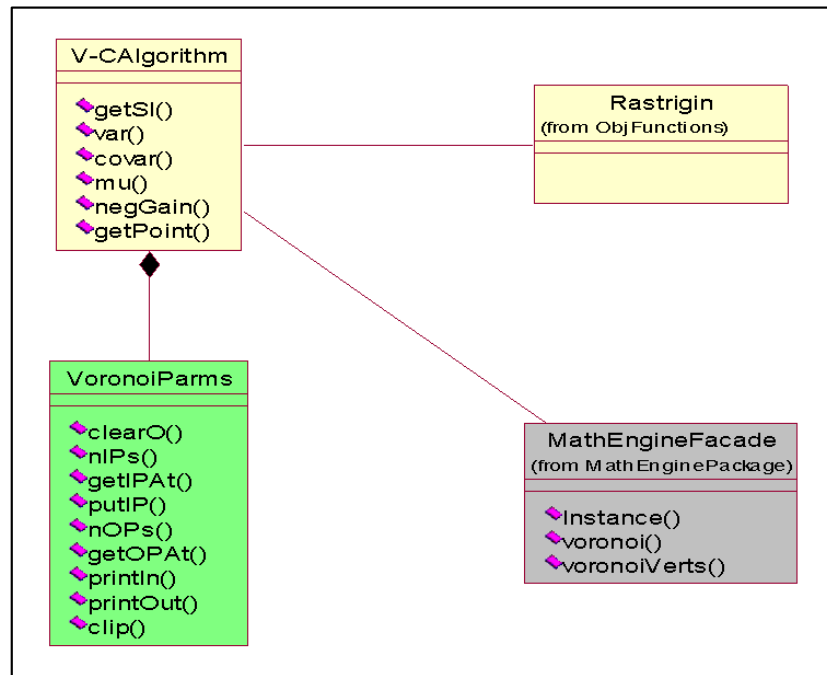 V-CAlgorithm
getSI()
var()
covar()
mu()
negGain()
getPoint()
Rastrigin
(from ObjFunctions)
VoronoiParms
clearO()
nIPs()
getIPAt()
putIP()
nOPs()
getOPAt()
printIn()
printOut()
clip()
MathEngineFacade
(from MathEnginePackage)
Instance()
voronoi()
voronoiVerts()